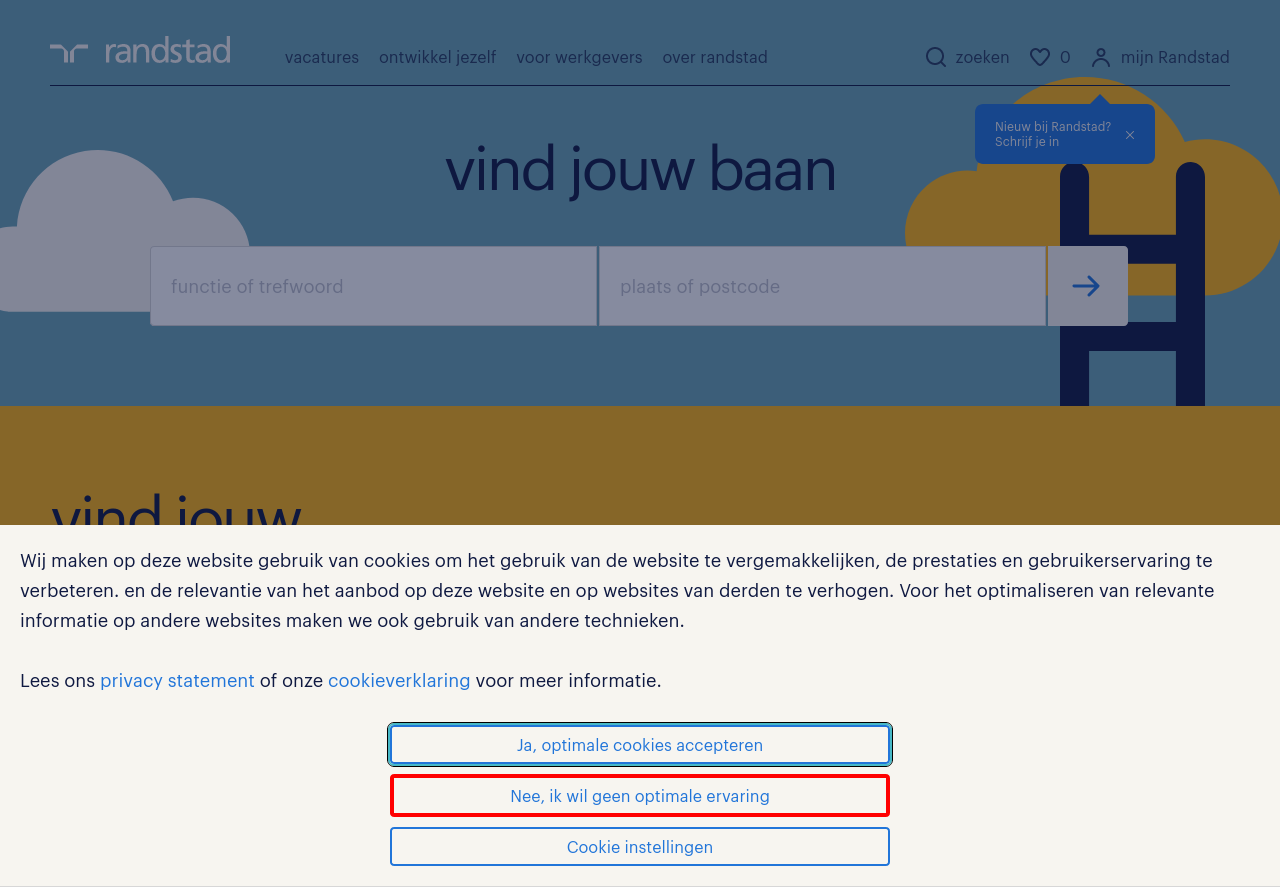 randstad
vacatures ontwikkel jezelf voor werkgevers over randstad zoeken 0 mijn Randstad
Nieuw bij Randstad?
Schrijf je in
vind jouw baan
functie of trefwoord plaats of postcode
vind jouw
Wij maken op deze website gebruik van cookies om het gebruik van de website te vergemakkelijken, de prestaties en gebruikerservaring te
verbeteren. en de relevantie van het aanbod op deze website en op websites van derden te verhogen. Voor het optimaliseren van relevante
informatie op andere websites maken we ook gebruik van andere technieken.
Lees ons privacy statement of onze cookieverklaring voor meer informatie.
Ja, optimale cookies accepteren
Nee, ik wil geen optimale ervaring
Cookie instellingen